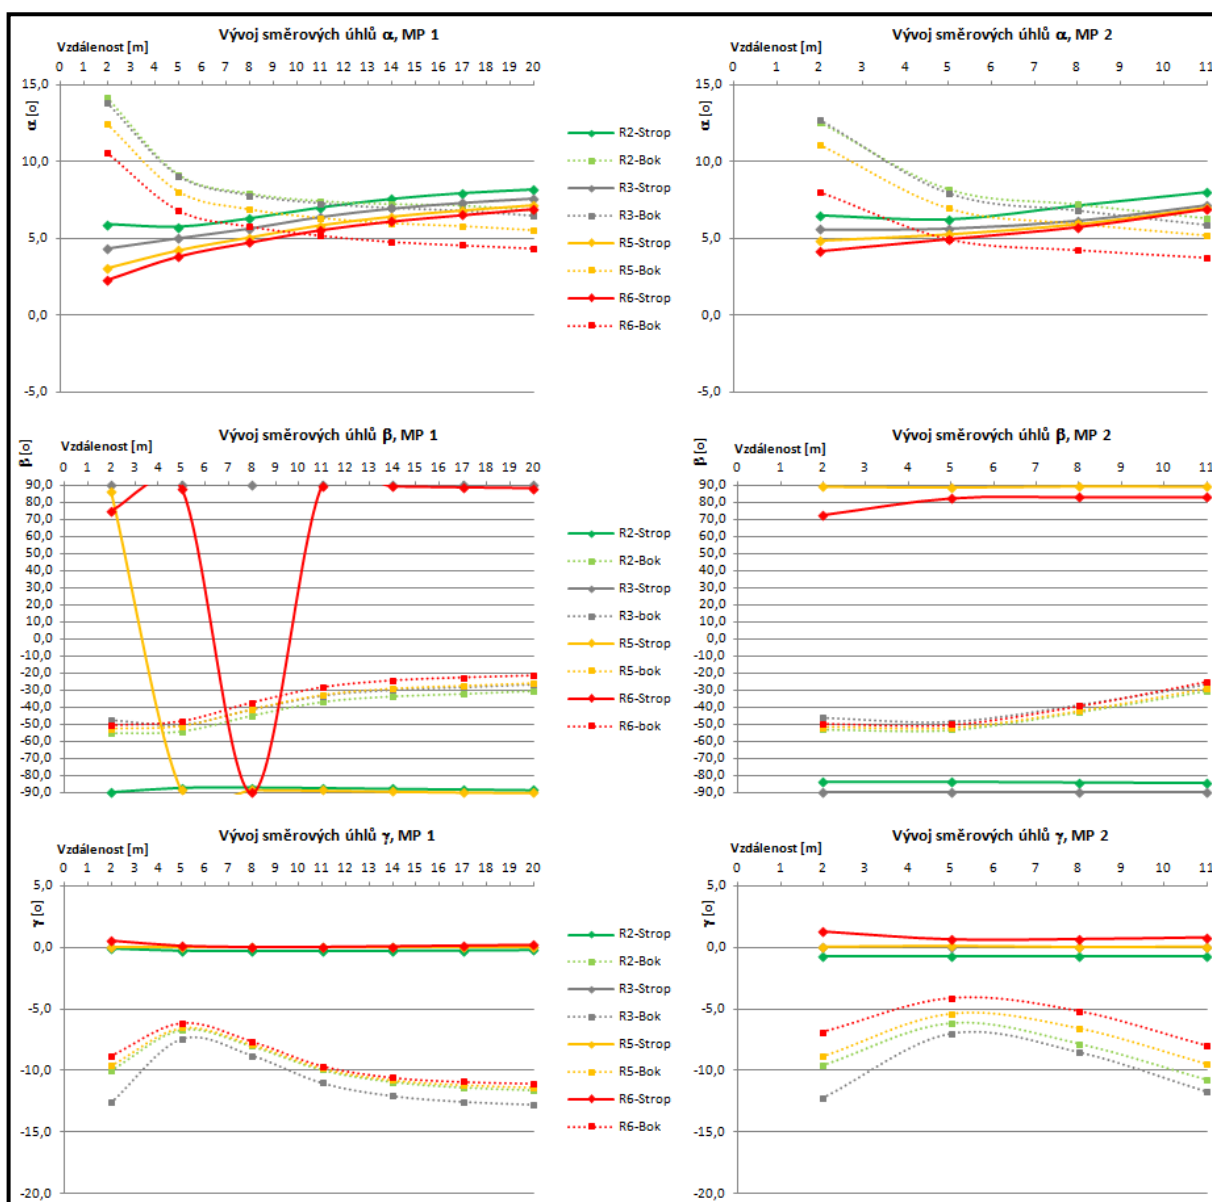 Vývoj směrových úhlů α, MP 1
Vzdálenost [m]
0 1 2 3 4 5 6 7 8 9 10 11 12 13 14 15 16 17 18 19 20
α [o]
15,0
10,0
5,0
0,0
-5,0
R2-Strop
R2-Bok
R3-Strop
R3-Bok
R5-Strop
R5-Bok
R6-Strop
R6-Bok
Vývoj směrových úhlů α, MP 2
Vzdálenost [m]
0 1 2 3 4 5 6 7 8 9 10 11
α [o]
15,0
10,0
5,0
0,0
-5,0
Vývoj směrových úhlů β, MP 1
Vzdálenost [m]
0 1 2 3 4 5 6 7 8 9 10 11 12 13 14 15 16 17 18 19 20
β [o]
90,0
80,0
70,0
60,0
50,0
40,0
30,0
20,0
10,0
0,0
-10,0
-20,0
-30,0
-40,0
-50,0
-60,0
-70,0
-80,0
-90,0
R2-Strop
R2-Bok
R3-Strop
R3-bok
R5-Strop
R5-bok
R6-Strop
R6-bok
Vývoj směrových úhlů β, MP 2
Vzdálenost [m]
0 1 2 3 4 5 6 7 8 9 10 11
β [o]
90,0
80,0
70,0
60,0
50,0
40,0
30,0
20,0
10,0
0,0
-10,0
-20,0
-30,0
-40,0
-50,0
-60,0
-70,0
-80,0
-90,0
Vývoj směrových úhlů γ, MP 1
Vzdálenost [m]
0 1 2 3 4 5 6 7 8 9 10 11 12 13 14 15 16 17 18 19 20
γ [o]
5,0
0,0
-5,0
-10,0
-15,0
-20,0
R2-Strop
R2-Bok
R3-Strop
R3-Bok
R5-Strop
R5-Bok
R6-Strop
R6-Bok
Vývoj směrových úhlů γ, MP 2
Vzdálenost [m]
0 1 2 3 4 5 6 7 8 9 10 11
γ [o]
5,0
0,0
-5,0
-10,0
-15,0
-20,0